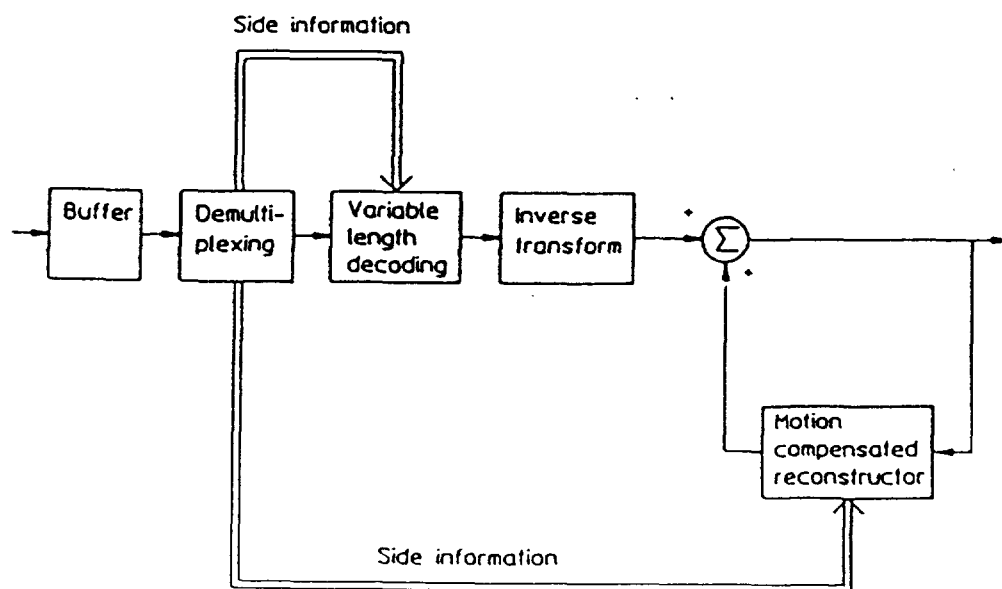 Side information
Buffer
Demulti-
plexing
Variable
length
decoding
Inverse
transform
+
Σ
+
Motion
compensated
reconstructor
Side information